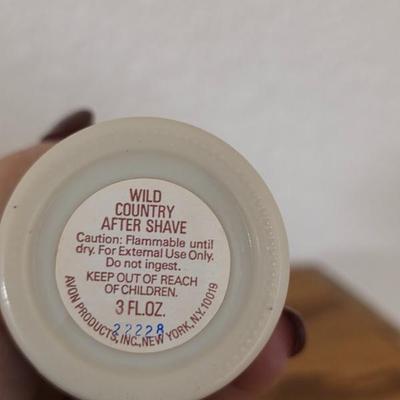 WILD
COUNTRY
AFTER SHAVE
Caution: Flammable until
dry. For External Use Only.
Do not ingest.
KEEP OUT OF REACH
OF CHILDREN.
3 FL.OZ.
22228
AVON PRODUCTS, INC., NEW YORK, N.Y. 10019